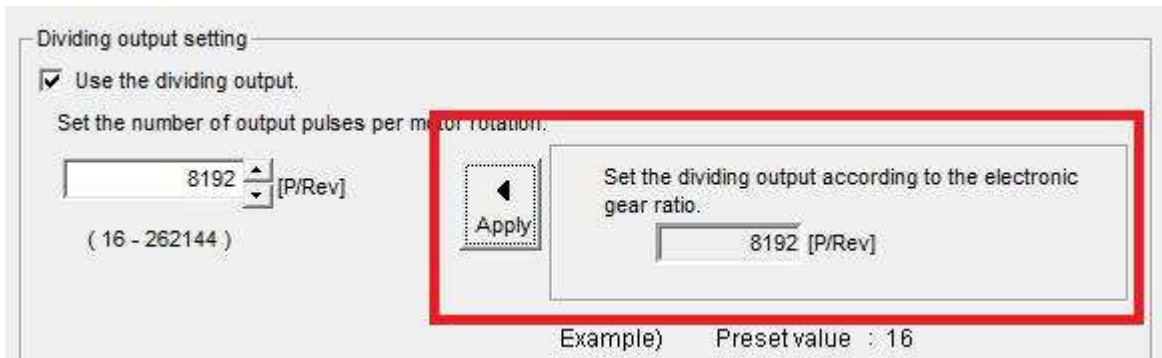 Dividing output setting
Use the dividing output.
Set the number of output pulses per motor rotation.
8192 [P/Rev]
( 16 - 262144 )
Apply
Set the dividing output according to the electronic
gear ratio.
8192 [P/Rev]
Example) Preset value : 16